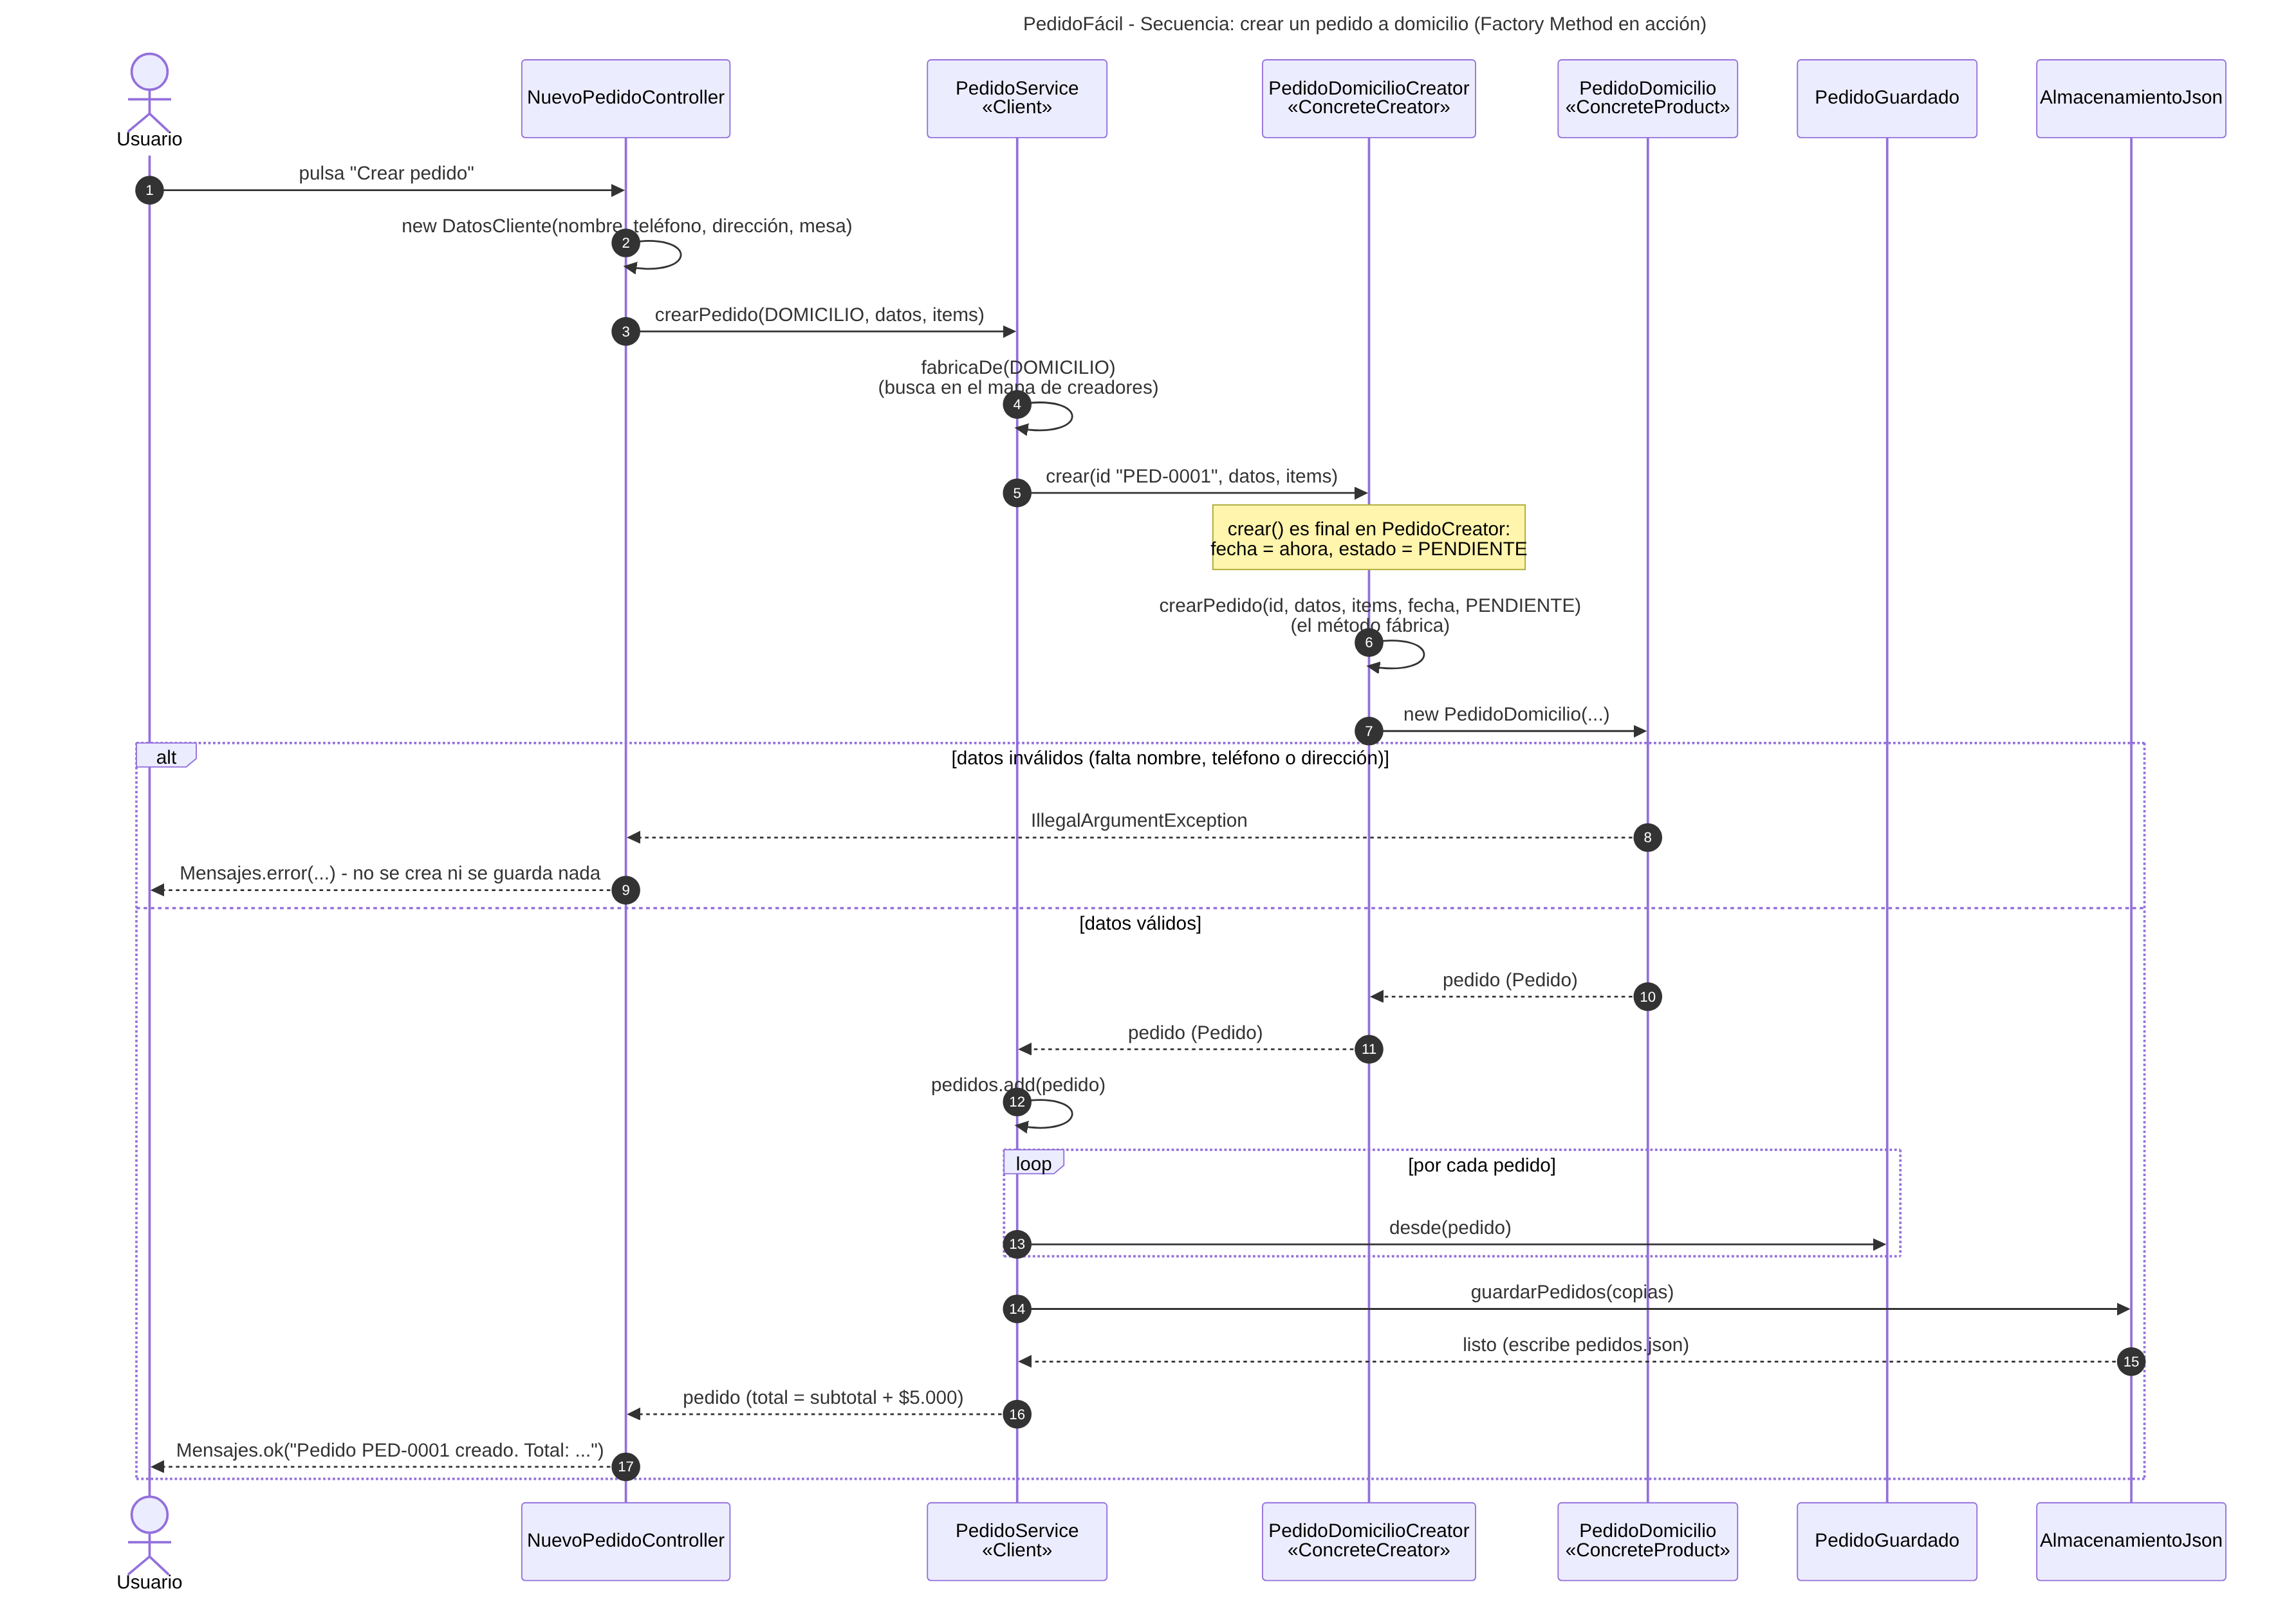 PedidoFácil - Secuencia: crear un pedido a domicilio (Factory Method en acción)
Usuario
NuevoPedidoController
PedidoService
«Client»
PedidoDomicilioCreator
«ConcreteCreator»
PedidoDomicilio
«ConcreteProduct»
PedidoGuardado
AlmacenamientoJson
pulsa "Crear pedido"
1
new DatosCliente(nombre, teléfono, dirección, mesa)
2
crearPedido(DOMICILIO, datos, items)
3
fabricaDe(DOMICILIO)
(busca en el mapa de creadores)
4
crear(id "PED-0001", datos, items)
5
crear() es final en PedidoCreator:
fecha = ahora, estado = PENDIENTE
crearPedido(id, datos, items, fecha, PENDIENTE)
(el método fábrica)
6
new PedidoDomicilio(...)
7
alt
[datos inválidos (falta nombre, teléfono o dirección)]
IllegalArgumentException
8
Mensajes.error(...) - no se crea ni se guarda nada
9
[datos válidos]
pedido (Pedido)
10
pedido (Pedido)
11
pedidos.add(pedido)
12
loop
[por cada pedido]
desde(pedido)
13
guardarPedidos(copias)
14
listo (escribe pedidos.json)
15
pedido (total = subtotal + $5.000)
16
Mensajes.ok("Pedido PED-0001 creado. Total: ...")
17
Usuario
NuevoPedidoController
PedidoService
«Client»
PedidoDomicilioCreator
«ConcreteCreator»
PedidoDomicilio
«ConcreteProduct»
PedidoGuardado
AlmacenamientoJson